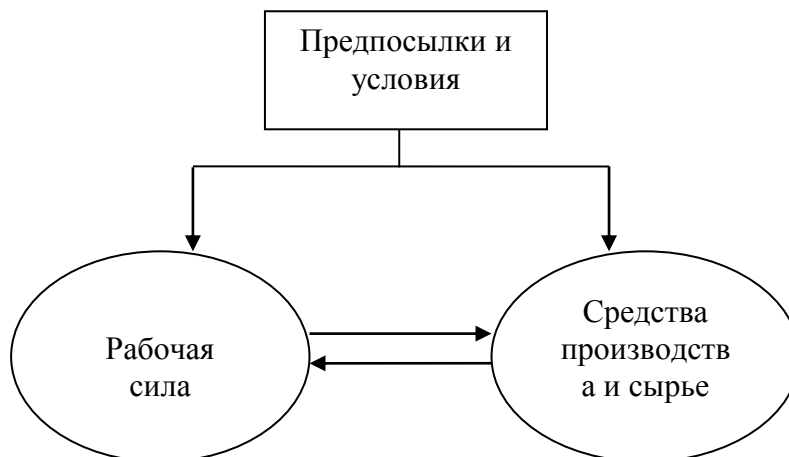 Предпосылки и
условия
Рабочая
сила
Средства
производств
а и сырье